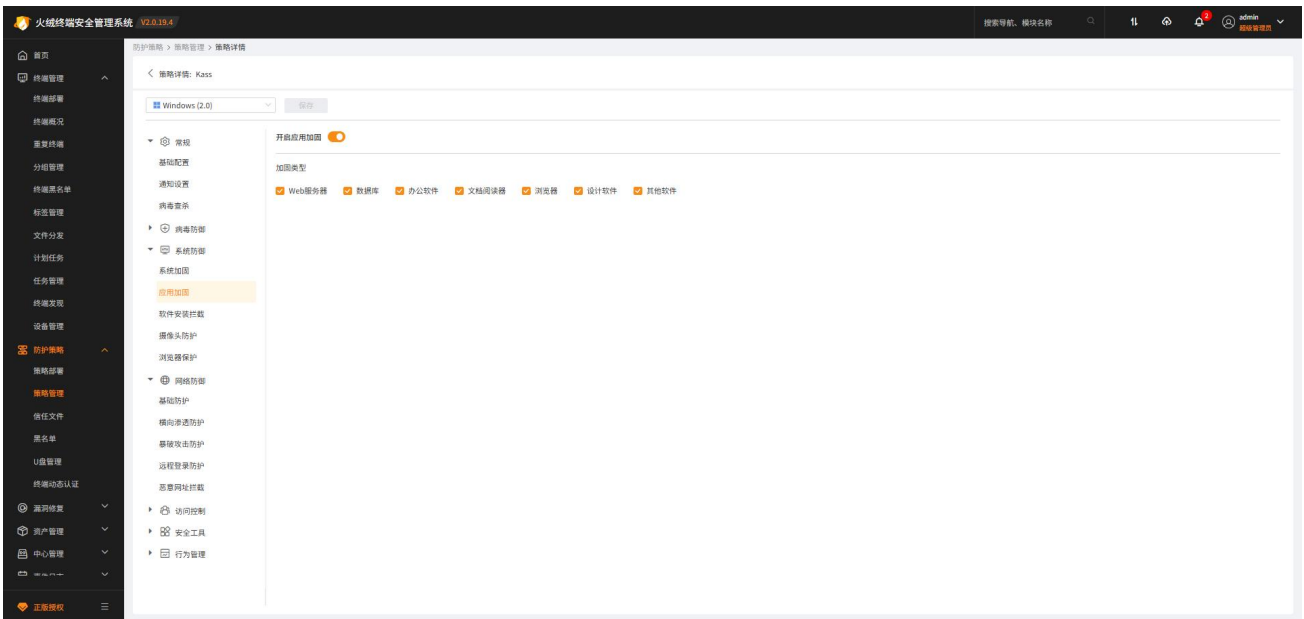 火绒终端安全管理系统 V2.0.19.4
搜索导航、模块名称
2
admin
超级管理员
首页
终端管理
终端部署
终端概况
重复终端
分组管理
终端黑名单
标签管理
文件分发
计划任务
任务管理
终端发现
设备管理
防护策略
策略部署
策略管理
信任文件
黑名单
U盘管理
终端动态认证
漏洞修复
资产管理
中心管理
正版授权
防护策略 > 策略管理 > 策略详情
策略详情: Kass
Windows (2.0)
保存
常规
基础配置
通知设置
病毒查杀
病毒防御
系统防御
系统加固
应用加固
软件安装拦截
摄像头防护
浏览器保护
网络防御
基础防护
横向渗透防护
暴破攻击防护
远程登录防护
恶意网址拦截
访问控制
安全工具
行为管理
开启应用加固
加固类型
Web服务器 数据库 办公软件 文档阅读器 浏览器 设计软件 其他软件